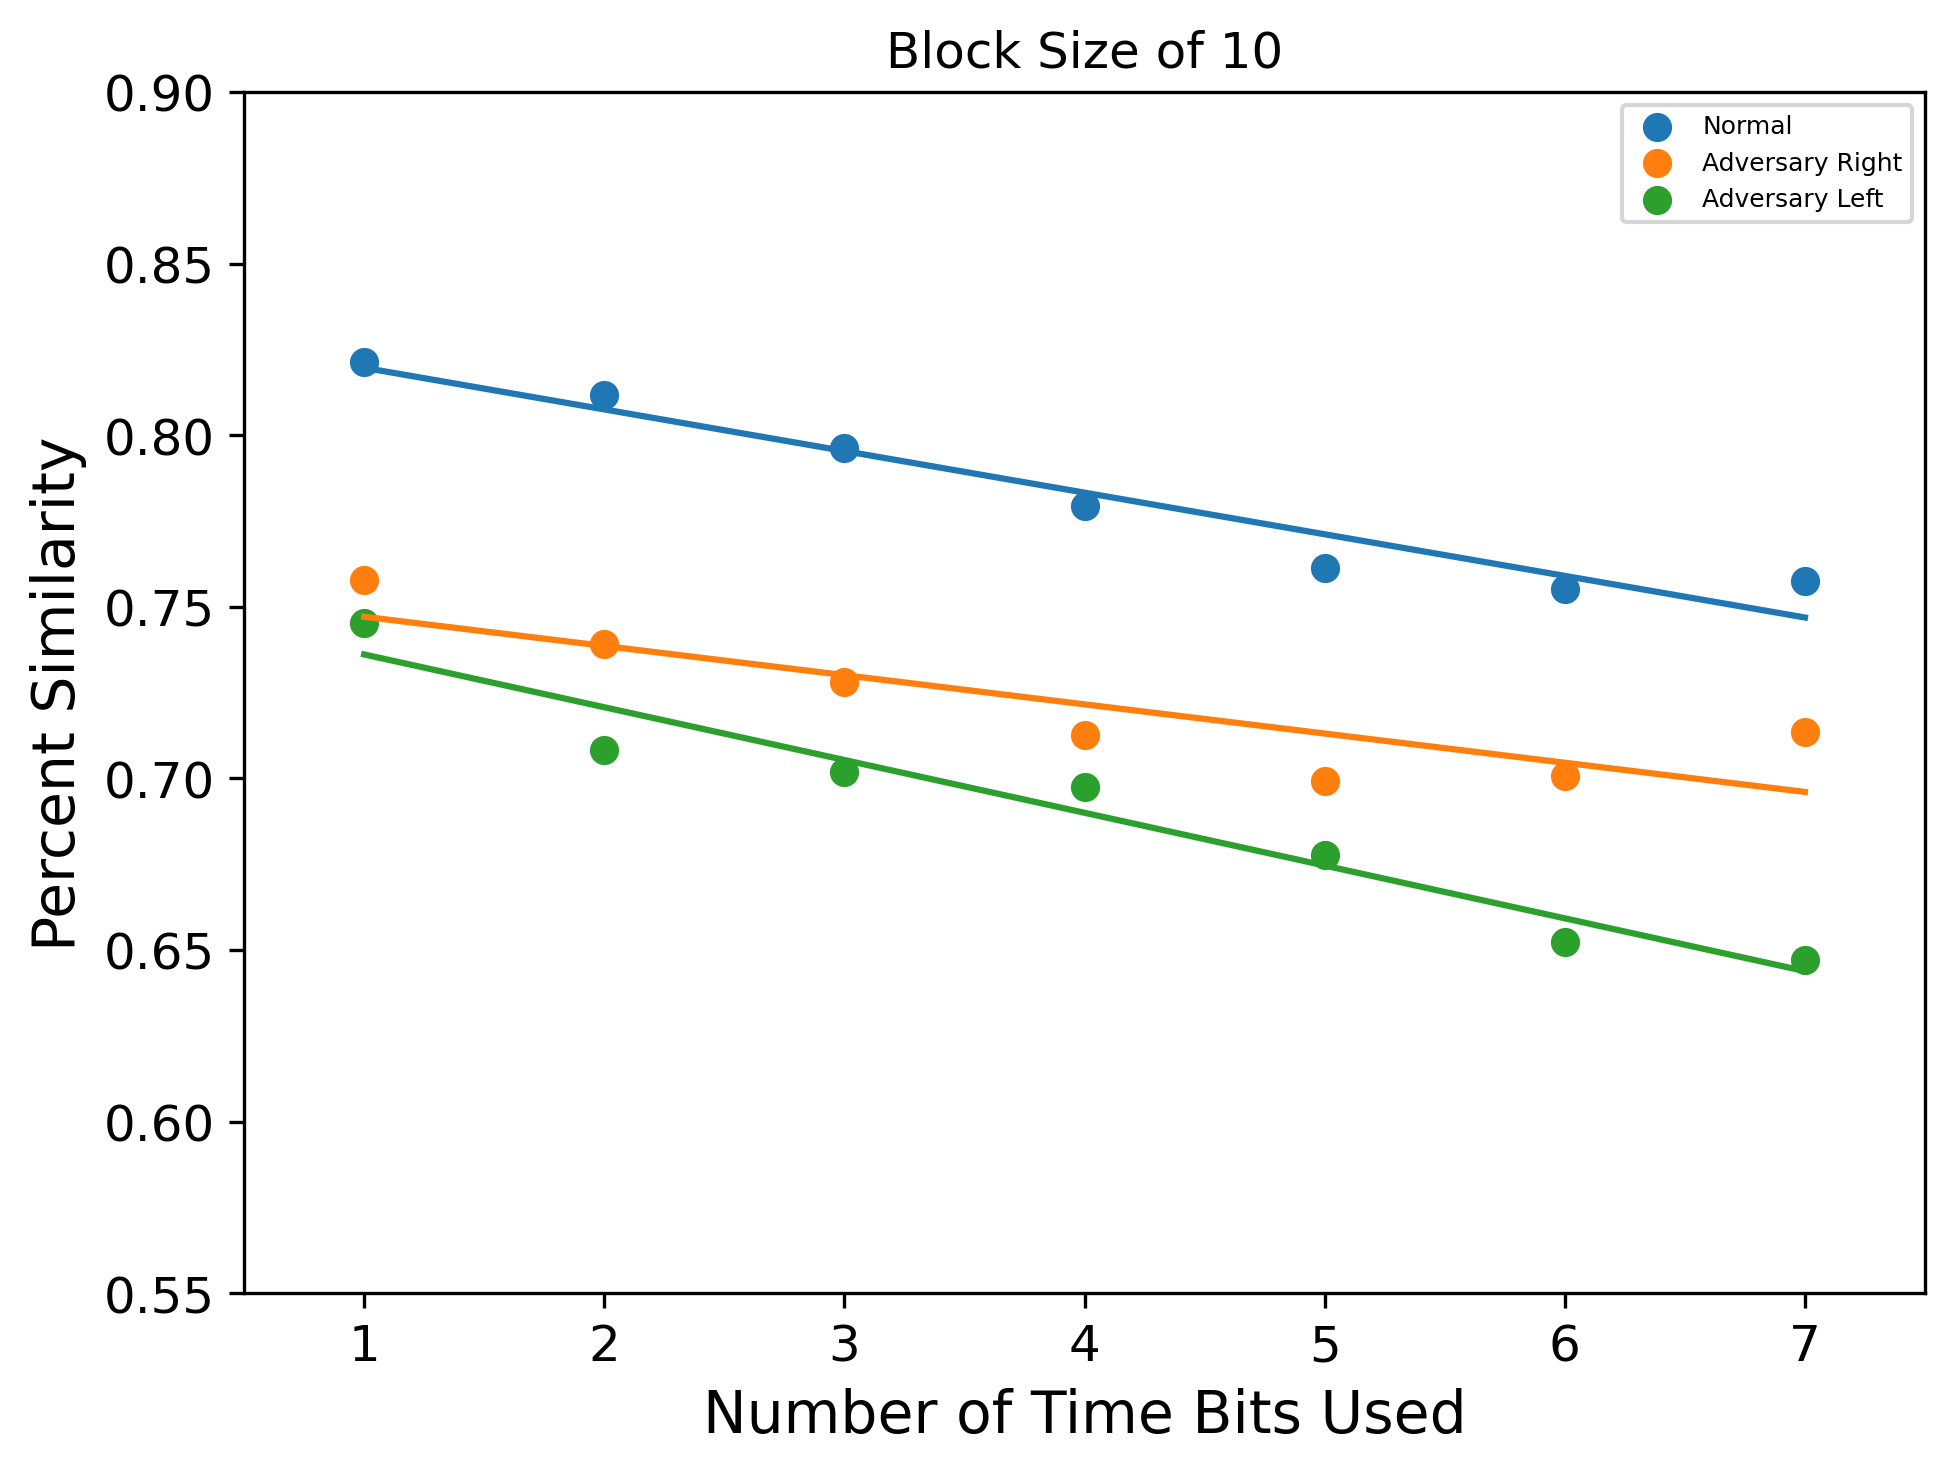 Block Size of 10
0.90
0.85
0.80
0.75
0.70
0.65
0.60
0.55
Percent Similarity
Normal
Adversary Right
Adversary Left
1 2 3 4 5 6 7
Number of Time Bits Used